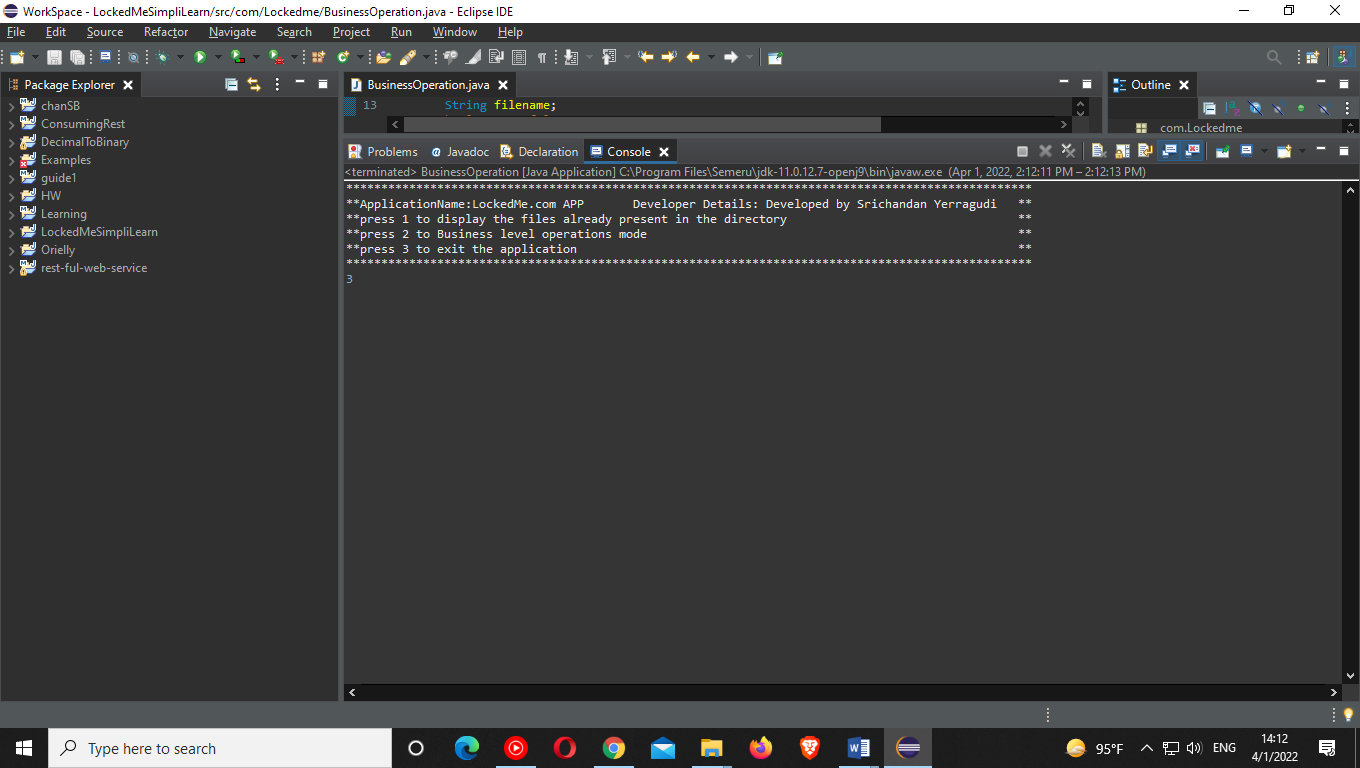 WorkSpace - LockedMeSimpliLearn/src/com/Lockedme/BusinessOperation.java - Eclipse IDE
File Edit Source Refactor Navigate Search Project Run Window Help
Package Explorer
chanSB
ConsumingRest
DecimalToBinary
Examples
guide1
HW
Learning
LockedMeSimpliLearn
Orielly
rest-ful-web-service
BusinessOperation.java
13 String filename;
Outline
com.Lockedme
Problems Javadoc Declaration Console
<terminated> BusinessOperation [Java Application] C:\Program Files\Semeru\jdk-11.0.12.7-openj9\bin\javaw.exe (Apr 1, 2022, 2:12:11 PM – 2:12:13 PM)
**************************************************************************************************
**ApplicationName:LockedMe.com APP       Developer Details: Developed by Srichandan Yerragudi   **
**press 1 to display the files already present in the directory                                 **
**press 2 to Business level operations mode                                                     **
**press 3 to exit the application                                                               **
**************************************************************************************************
3
Type here to search
95°F
ENG
14:12
4/1/2022